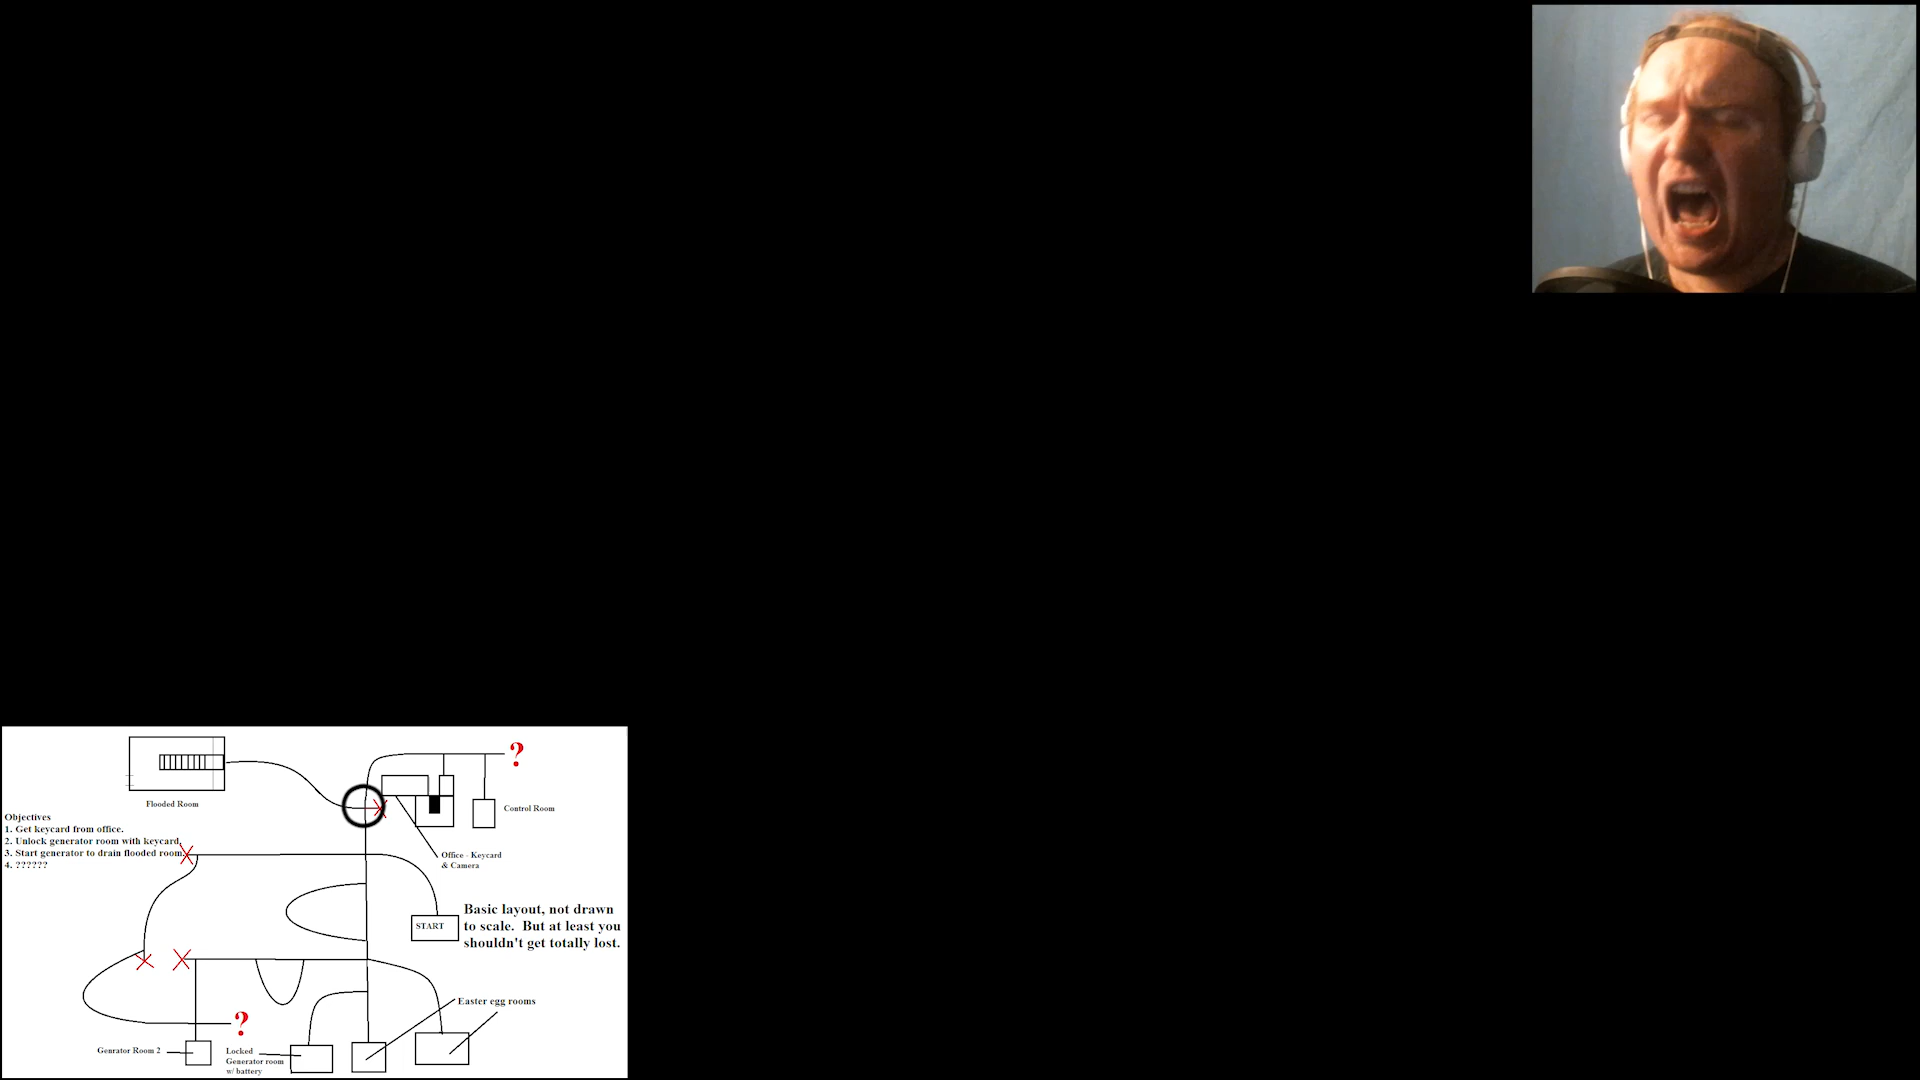 ?
Flooded Room
Control Room
Objectives
1. Get keycard from office.
2. Unlock generator room with keycard.
3. Start generator to drain flooded room.
4. ??????
Office - Keycard
& Camera
START
Basic layout, not drawn
to scale. But at least you
shouldn't get totally lost.
Easter egg rooms
?
Genrator Room 2
Locked
Generator room
w/ battery